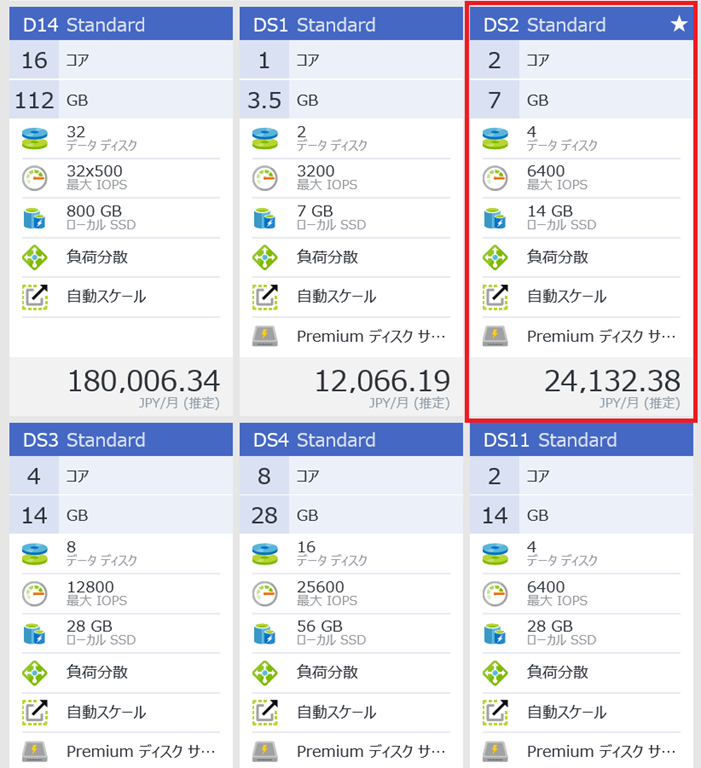 D14 Standard
16 コア
112 GB
32
データ ディスク
32x500
最大 IOPS
800 GB
ローカル SSD
負荷分散
自動スケール
180,006.34
JPY/月 (推定)
DS1 Standard
1 コア
3.5 GB
2
データ ディスク
3200
最大 IOPS
7 GB
ローカル SSD
負荷分散
自動スケール
Premium ディスク サ…
12,066.19
JPY/月 (推定)
DS2 Standard ★
2 コア
7 GB
4
データ ディスク
6400
最大 IOPS
14 GB
ローカル SSD
負荷分散
自動スケール
Premium ディスク サ…
24,132.38
JPY/月 (推定)
DS3 Standard
4 コア
14 GB
8
データ ディスク
12800
最大 IOPS
28 GB
ローカル SSD
負荷分散
自動スケール
Premium ディスク サ…
DS4 Standard
8 コア
28 GB
16
データ ディスク
25600
最大 IOPS
56 GB
ローカル SSD
負荷分散
自動スケール
Premium ディスク サ…
DS11 Standard
2 コア
14 GB
4
データ ディスク
6400
最大 IOPS
28 GB
ローカル SSD
負荷分散
自動スケール
Premium ディスク サ…